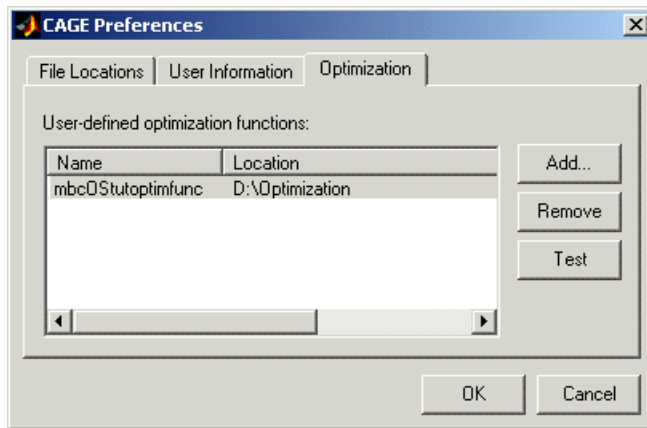 CAGE Preferences
File Locations User Information Optimization
User-defined optimization functions:
Name Location
mbcOStutoptimfunc D:\Optimization
Add...
Remove
Test
OK Cancel